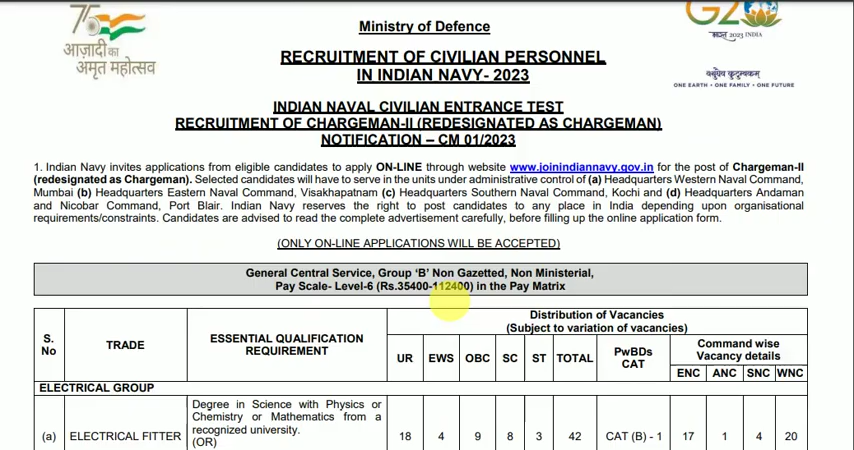 75
आज़ादी का
अमृत महोत्सव
Ministry of Defence
G20
भारत 2023 INDIA
वसुधैव कुटुम्बकम्
ONE EARTH • ONE FAMILY • ONE FUTURE
RECRUITMENT OF CIVILIAN PERSONNEL
IN INDIAN NAVY- 2023
INDIAN NAVAL CIVILIAN ENTRANCE TEST
RECRUITMENT OF CHARGEMAN-II (REDESIGNATED AS CHARGEMAN)
NOTIFICATION – CM 01/2023
1. Indian Navy invites applications from eligible candidates to apply ON-LINE through website www.joinindiannavy.gov.in for the post of Chargeman-II
(redesignated as Chargeman). Selected candidates will have to serve in the units under administrative control of (a) Headquarters Western Naval Command,
Mumbai (b) Headquarters Eastern Naval Command, Visakhapatnam (c) Headquarters Southern Naval Command, Kochi and (d) Headquarters Andaman
and Nicobar Command, Port Blair. Indian Navy reserves the right to post candidates to any place in India depending upon organisational
requirements/constraints. Candidates are advised to read the complete advertisement carefully, before filling up the online application form.
(ONLY ON-LINE APPLICATIONS WILL BE ACCEPTED)
General Central Service, Group ‘B’ Non Gazetted, Non Ministerial,
Pay Scale- Level-6 (Rs.35400-112400) in the Pay Matrix
S. No TRADE ESSENTIAL QUALIFICATION REQUIREMENT
Distribution of Vacancies
(Subject to variation of vacancies)
UR EWS OBC SC ST TOTAL PwBDs CAT
Command wise
Vacancy details
ENC ANC SNC WNC
ELECTRICAL GROUP
(a) ELECTRICAL FITTER
Degree in Science with Physics or
Chemistry or Mathematics from a
recognized university.
(OR)
18 4 9 8 3 42 CAT (B) - 1 17 1 4 20